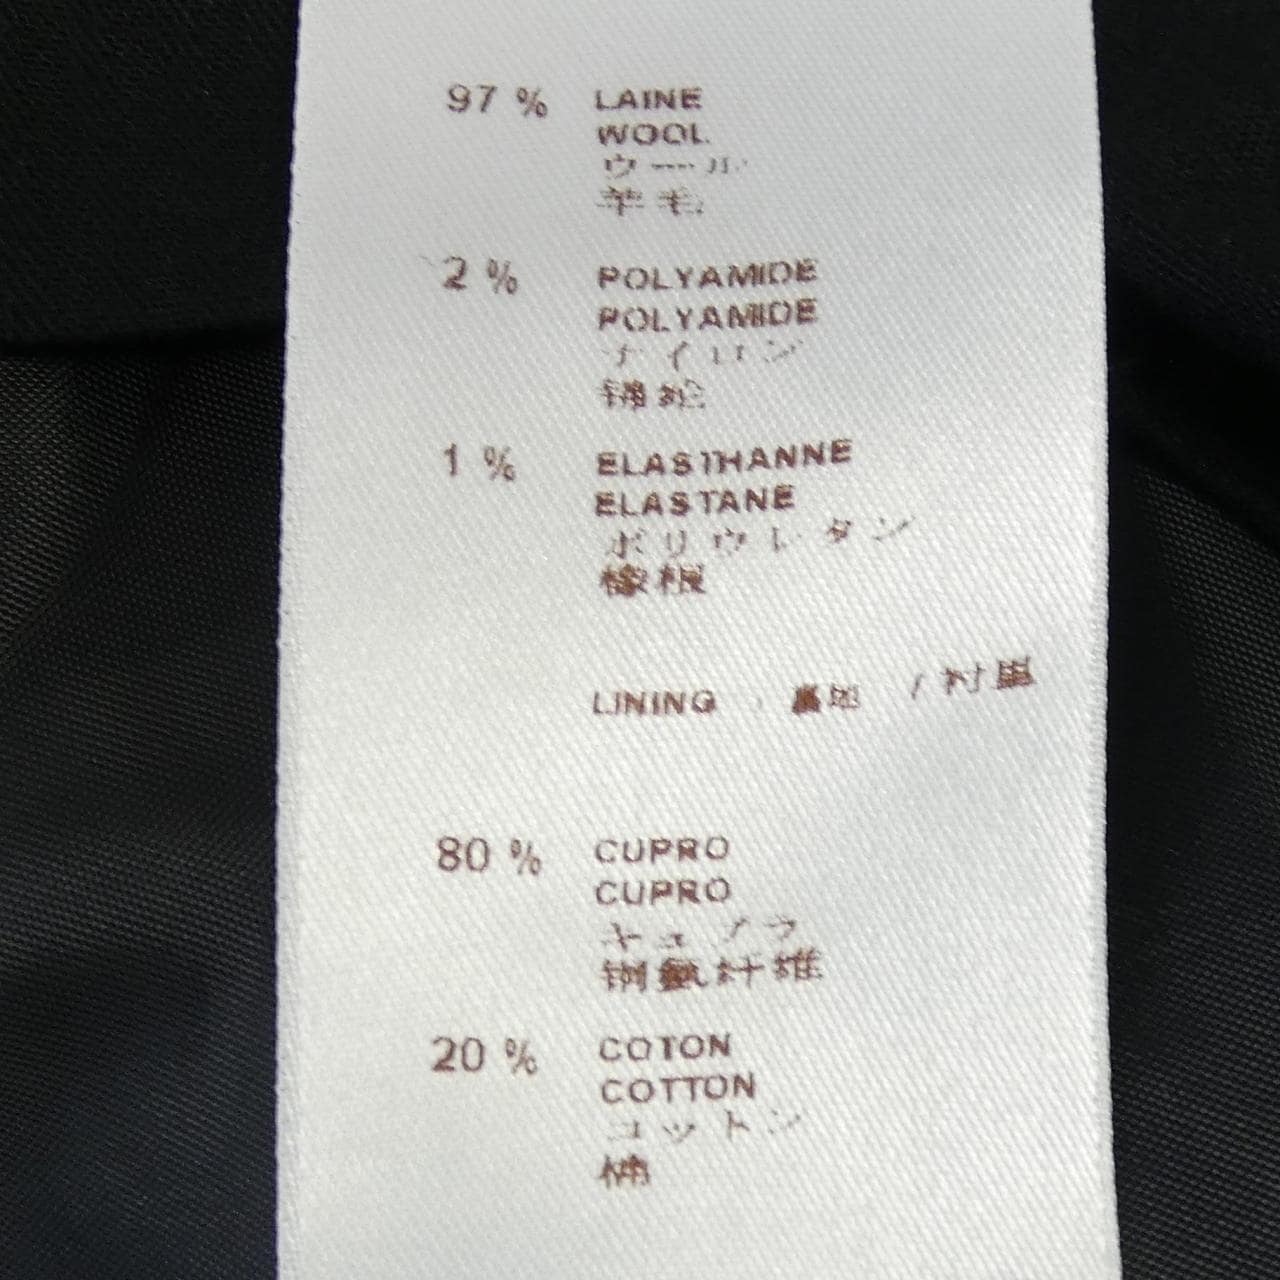 97 % LAINE
WOOL
ウール
羊毛
2 % POLYAMIDE
POLYAMIDE
ナイロン
锦纶
1 % ELASTHANNE
ELASTANE
ポリウレタン
橡根
LINING 裏地 / 衬里
80 % CUPRO
CUPRO
キュプラ
铜氨纤维
20 % COTON
COTTON
コットン
棉